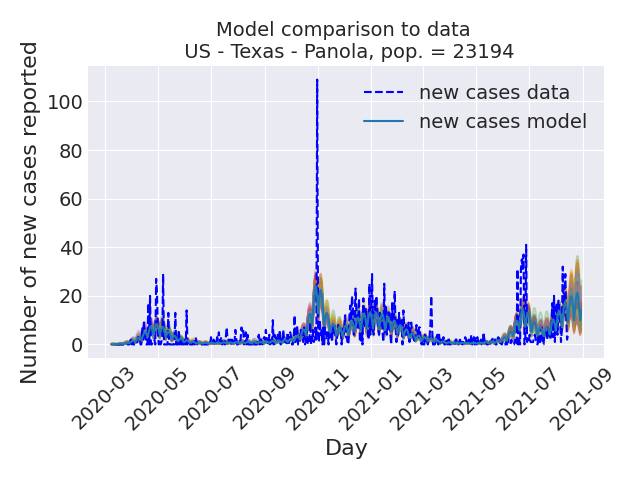 Model comparison to data
US - Texas - Panola, pop. = 23194
Number of new cases reported
100
80
60
40
20
0
new cases data
new cases model
2020-03
2020-05
2020-07
2020-09
2020-11
2021-01
2021-03
2021-05
2021-07
2021-09
Day